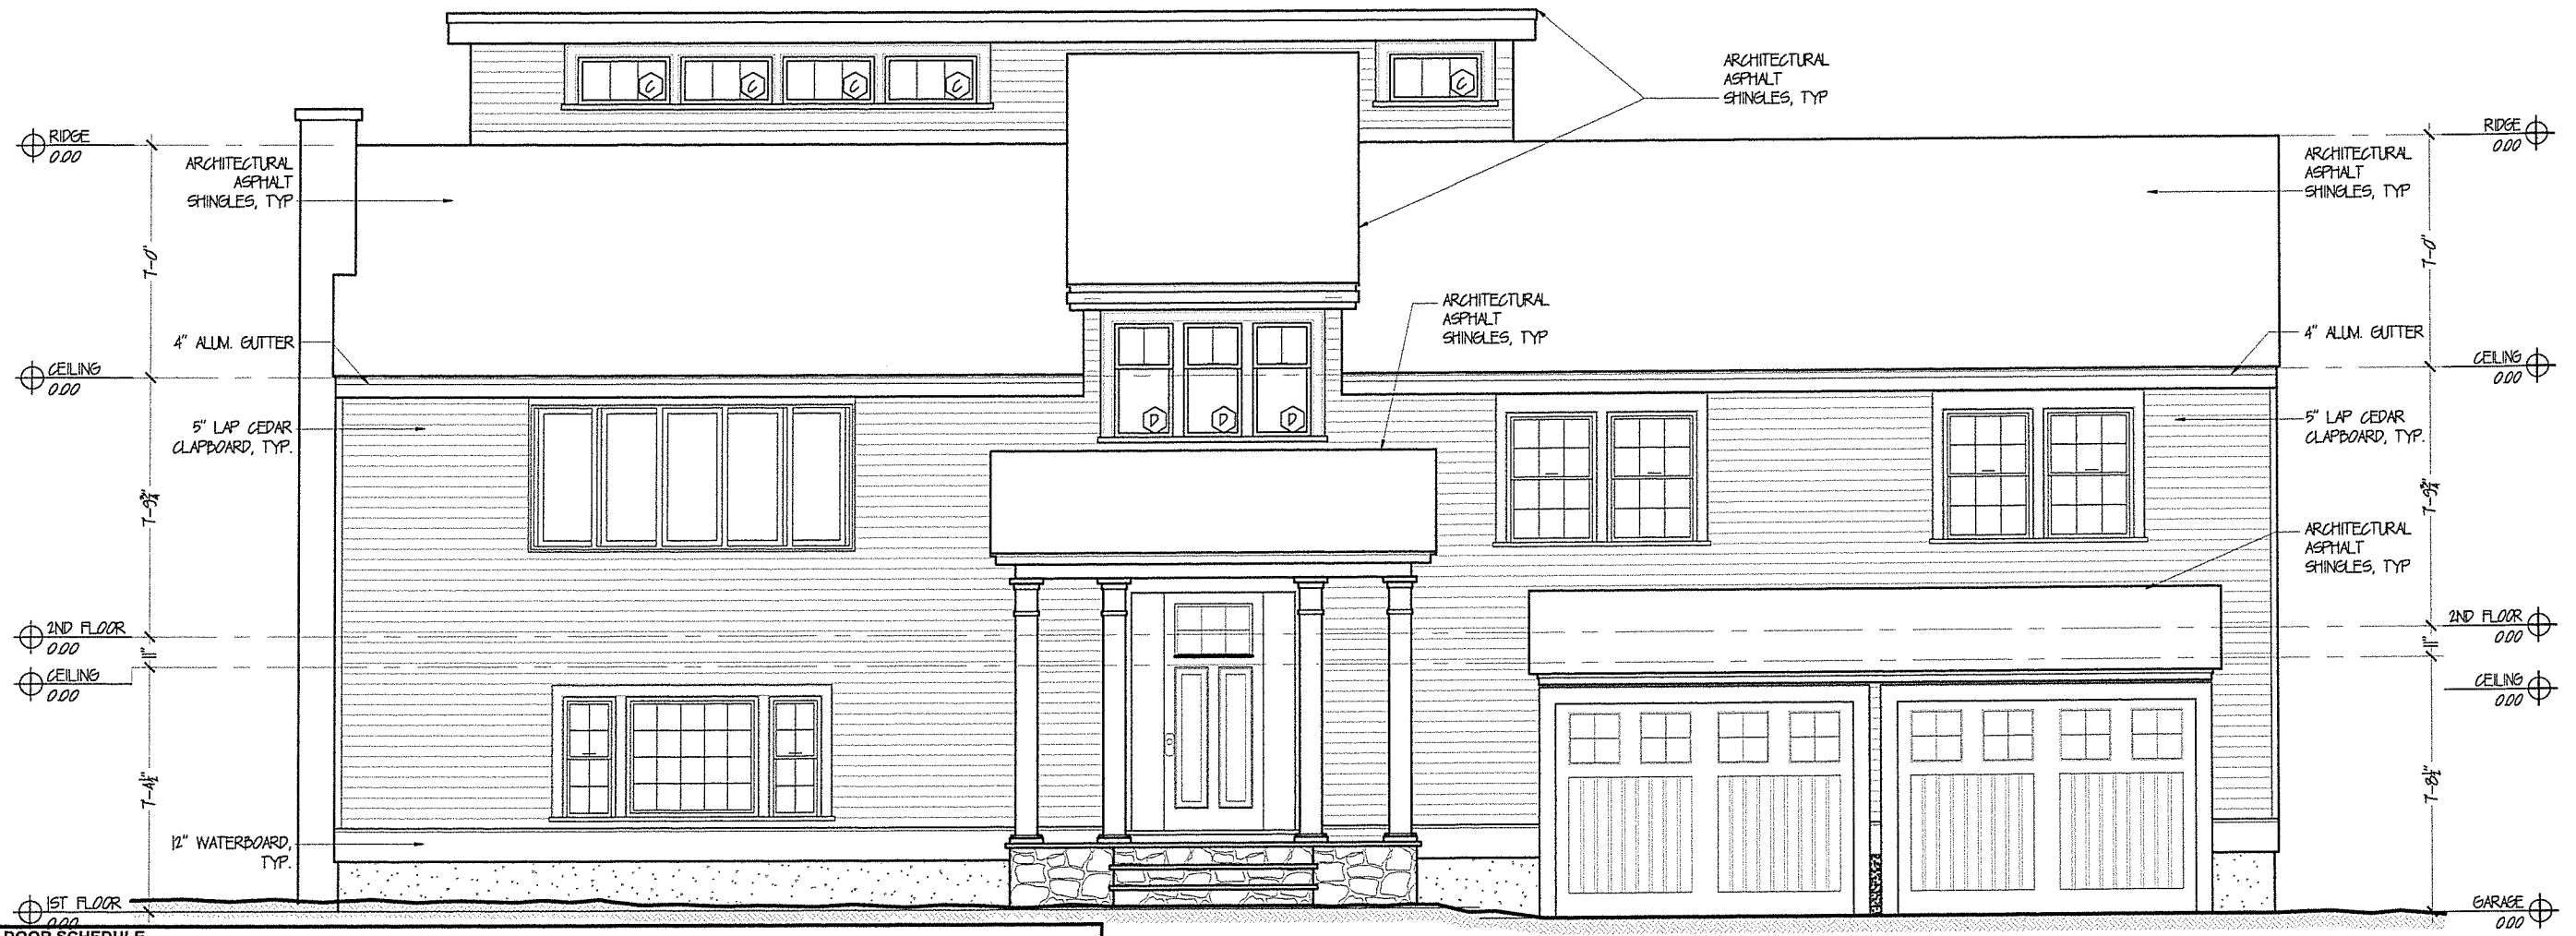 ARCHITECTURAL
ASPHALT
SHINGLES, TYP
C
C
C
C
C
RIDGE
0.00
RIDGE
0.00
ARCHITECTURAL
ASPHALT
SHINGLES, TYP
ARCHITECTURAL
ASPHALT
SHINGLES, TYP
7'-0"
7'-0"
ARCHITECTURAL
ASPHALT
SHINGLES, TYP
4" ALUM. GUTTER
4" ALUM. GUTTER
CEILING
0.00
CEILING
0.00
D
D
D
5" LAP CEDAR
CLAPBOARD, TYP.
5" LAP CEDAR
CLAPBOARD, TYP.
7'-9¾"
7'-9¾"
ARCHITECTURAL
ASPHALT
SHINGLES, TYP
2ND FLOOR
0.00
2ND FLOOR
0.00
11"
11"
CEILING
0.00
CEILING
0.00
7'-4½"
7'-8½"
12" WATERBOARD,
TYP.
1ST FLOOR
0.00
GARAGE
0.00
DOOR SCHEDULE